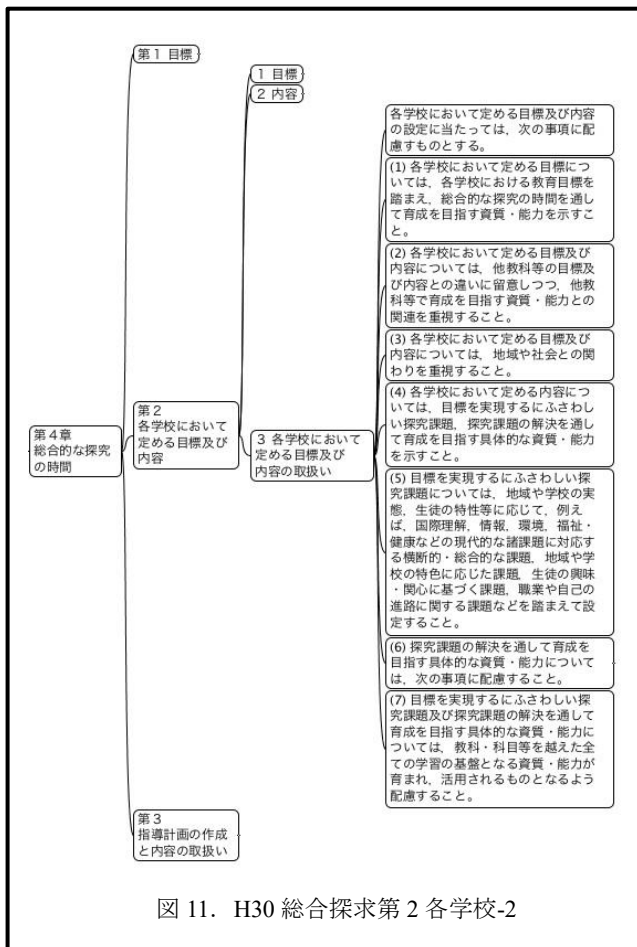 第1 目標
1 目標
2 内容
各学校において定める目標及び内容
の設定に当たっては，次の事項に配
慮すものとする。
(1) 各学校において定める目標につ
いては，各学校における教育目標を
踏まえ，総合的な探究の時間を通し
て育成を目指す資質・能力を示すこ
と。
(2) 各学校において定める目標及び
内容については，他教科等の目標及
び内容との違いに留意しつつ，他教
科等で育成を目指す資質・能力との
関連を重視すること。
(3) 各学校において定める目標及び
内容については，地域や社会との関
わりを重視すること。
第2
各学校において
定める目標及び
内容
第4章
総合的な探究
の時間
3 各学校において
定める目標及び
内容の取扱い
(4) 各学校において定める内容につ
いては，目標を実現するにふさわし
い探究課題，探究課題の解決を通し
て育成を目指す具体的な資質・能力
を示すこと。
(5) 目標を実現するにふさわしい探
究課題については，地域や学校の実
態，生徒の特性等に応じて，例え
ば，国際理解，情報，環境，福祉・
健康などの現代的な諸課題に対応す
る横断的・総合的な課題，地域や学
校の特色に応じた課題，生徒の興味
・関心に基づく課題，職業や自己の
進路に関する課題などを踏まえて設
定すること。
(6) 探究課題の解決を通して育成を
目指す具体的な資質・能力について
は，次の事項に配慮すること。
(7) 目標を実現するにふさわしい探
究課題及び探究課題の解決を通して
育成を目指す具体的な資質・能力に
ついては，教科・科目等を越えた全
ての学習の基盤となる資質・能力が
育まれ，活用されるものとなるよう
配慮すること。
第3
指導計画の作成
と内容の取扱い
図 11．H30 総合探求第 2 各学校-2